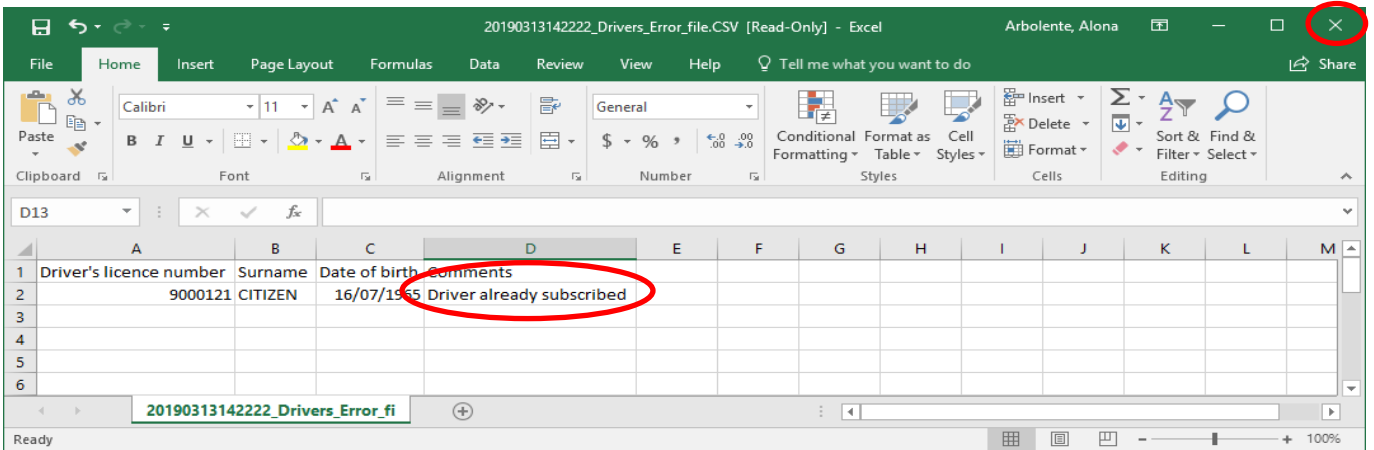 20190313142222_Drivers_Error_file.CSV [Read-Only] - Excel Arbolente, Alona
File Home Insert Page Layout Formulas Data Review View Help Tell me what you want to do Share
Calibri 11 A A General
Paste B I U A $ % , .00 .0 Conditional Formatting Format as Table Cell Styles Insert Delete Format Sort & Filter Find & Select
Clipboard Font Alignment Number Styles Cells Editing
D13 fx
A B C D E F G H I J K L M
1 Driver's licence number Surname Date of birth Comments
2 9000121 CITIZEN 16/07/1965 Driver already subscribed
3
4
5
6
20190313142222_Drivers_Error_fi
Ready 100%